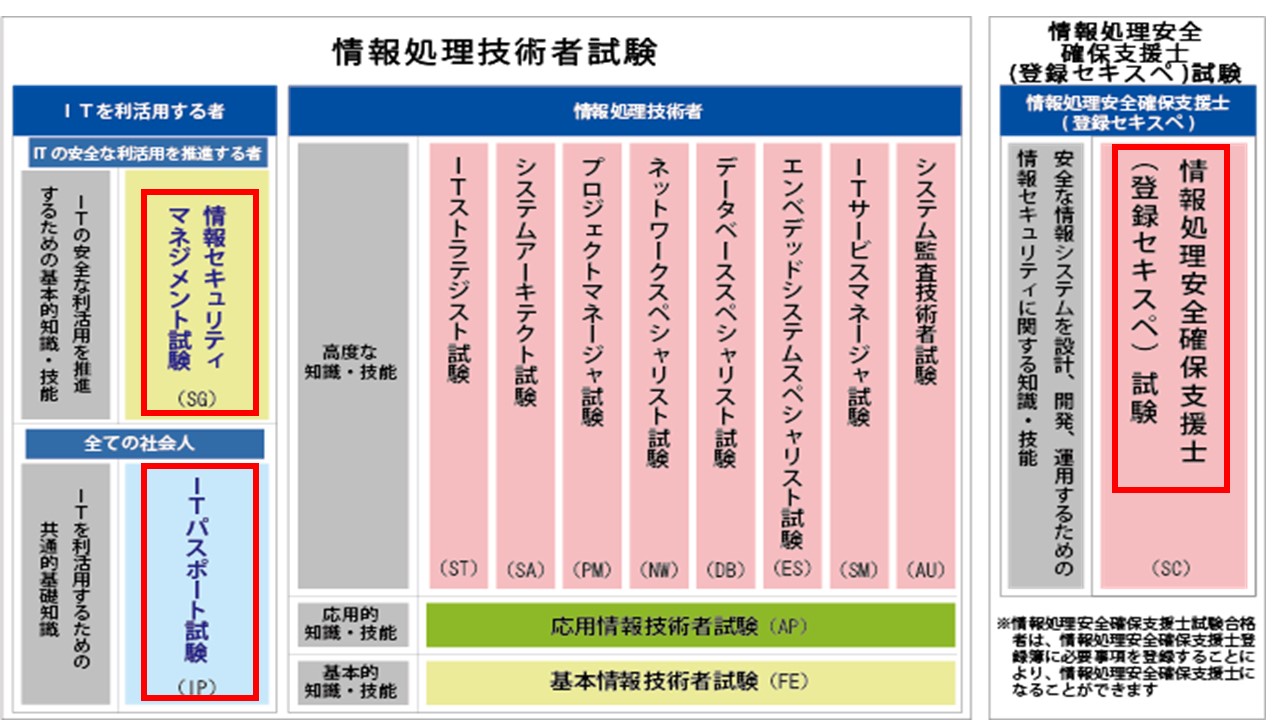 情報処理技術者試験
ＩＴを利活用する者
ITの安全な利活用を推進する者
ＩＴの安全な利活用を推進
するための基本的知識・技能
情報セキュリティ
マネジメント試験
(SG)
全ての社会人
ＩＴを利活用するための
共通的基礎知識
ＩＴパスポート試験
(IP)
情報処理技術者
高度な
知識・技能
ＩＴストラテジスト試験
(ST)
システムアーキテクト試験
(SA)
プロジェクトマネージャ試験
(PM)
ネットワークスペシャリスト試験
(NW)
データベーススペシャリスト試験
(DB)
エンベデッドシステムスペシャリスト試験
(ES)
ＩＴサービスマネージャ試験
(SM)
システム監査技術者試験
(AU)
応用的
知識・技能
応用情報技術者試験(AP)
基本的
知識・技能
基本情報技術者試験(FE)
情報処理安全
確保支援士
(登録セキスペ)試験
情報処理安全確保支援士
(登録セキスペ)
安全な情報システムを設計、開発、運用するための
情報セキュリティに関する知識・技能
情報処理安全確保支援士
（登録セキスペ）試験
(SC)
※情報処理安全確保支援士試験合格
者は、情報処理安全確保支援士登
録簿に必要事項を登録することに
より、情報処理安全確保支援士に
なることができます